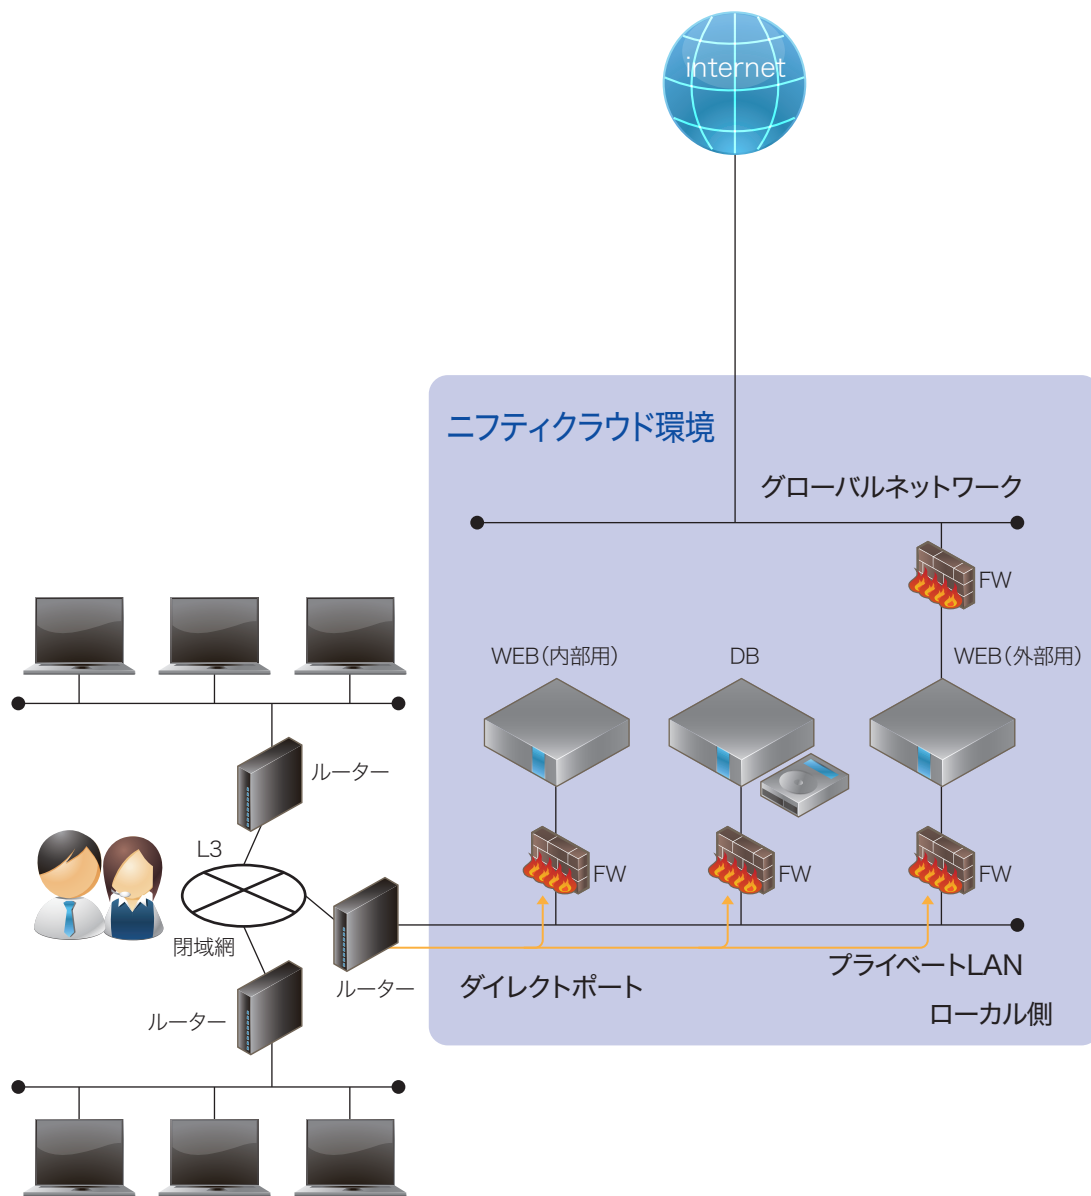 internet
ニフティクラウド環境
グローバルネットワーク
FW
WEB（内部用）
DB
WEB（外部用）
ルーター
L3
FW
FW
FW
閉域網
ルーター
ダイレクトポート
プライベートLAN
ルーター
ローカル側